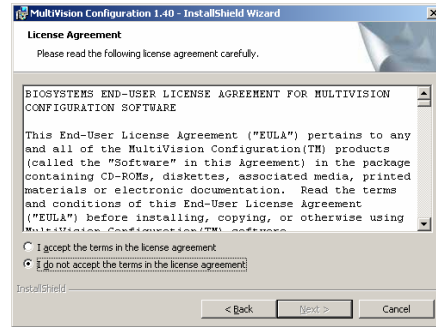 MultiVision Configuration 1.40 - InstallShield Wizard
License Agreement
Please read the following license agreement carefully.
BIOSYSTEMS END-USER LICENSE AGREEMENT FOR MULTIVISION
CONFIGURATION SOFTWARE
This End-User License Agreement ("EULA") pertains to any
and all of the MultiVision Configuration(TM) products
(called the "Software" in this Agreement) in the package
containing CD-ROMs, diskettes, associated media, printed
materials or electronic documentation.  Read the terms
and conditions of this End-User License Agreement
("EULA") before installing, copying, or otherwise using
MultiVision Configuration(TM) software.
I accept the terms in the license agreement
I do not accept the terms in the license agreement
InstallShield
< Back
Next >
Cancel